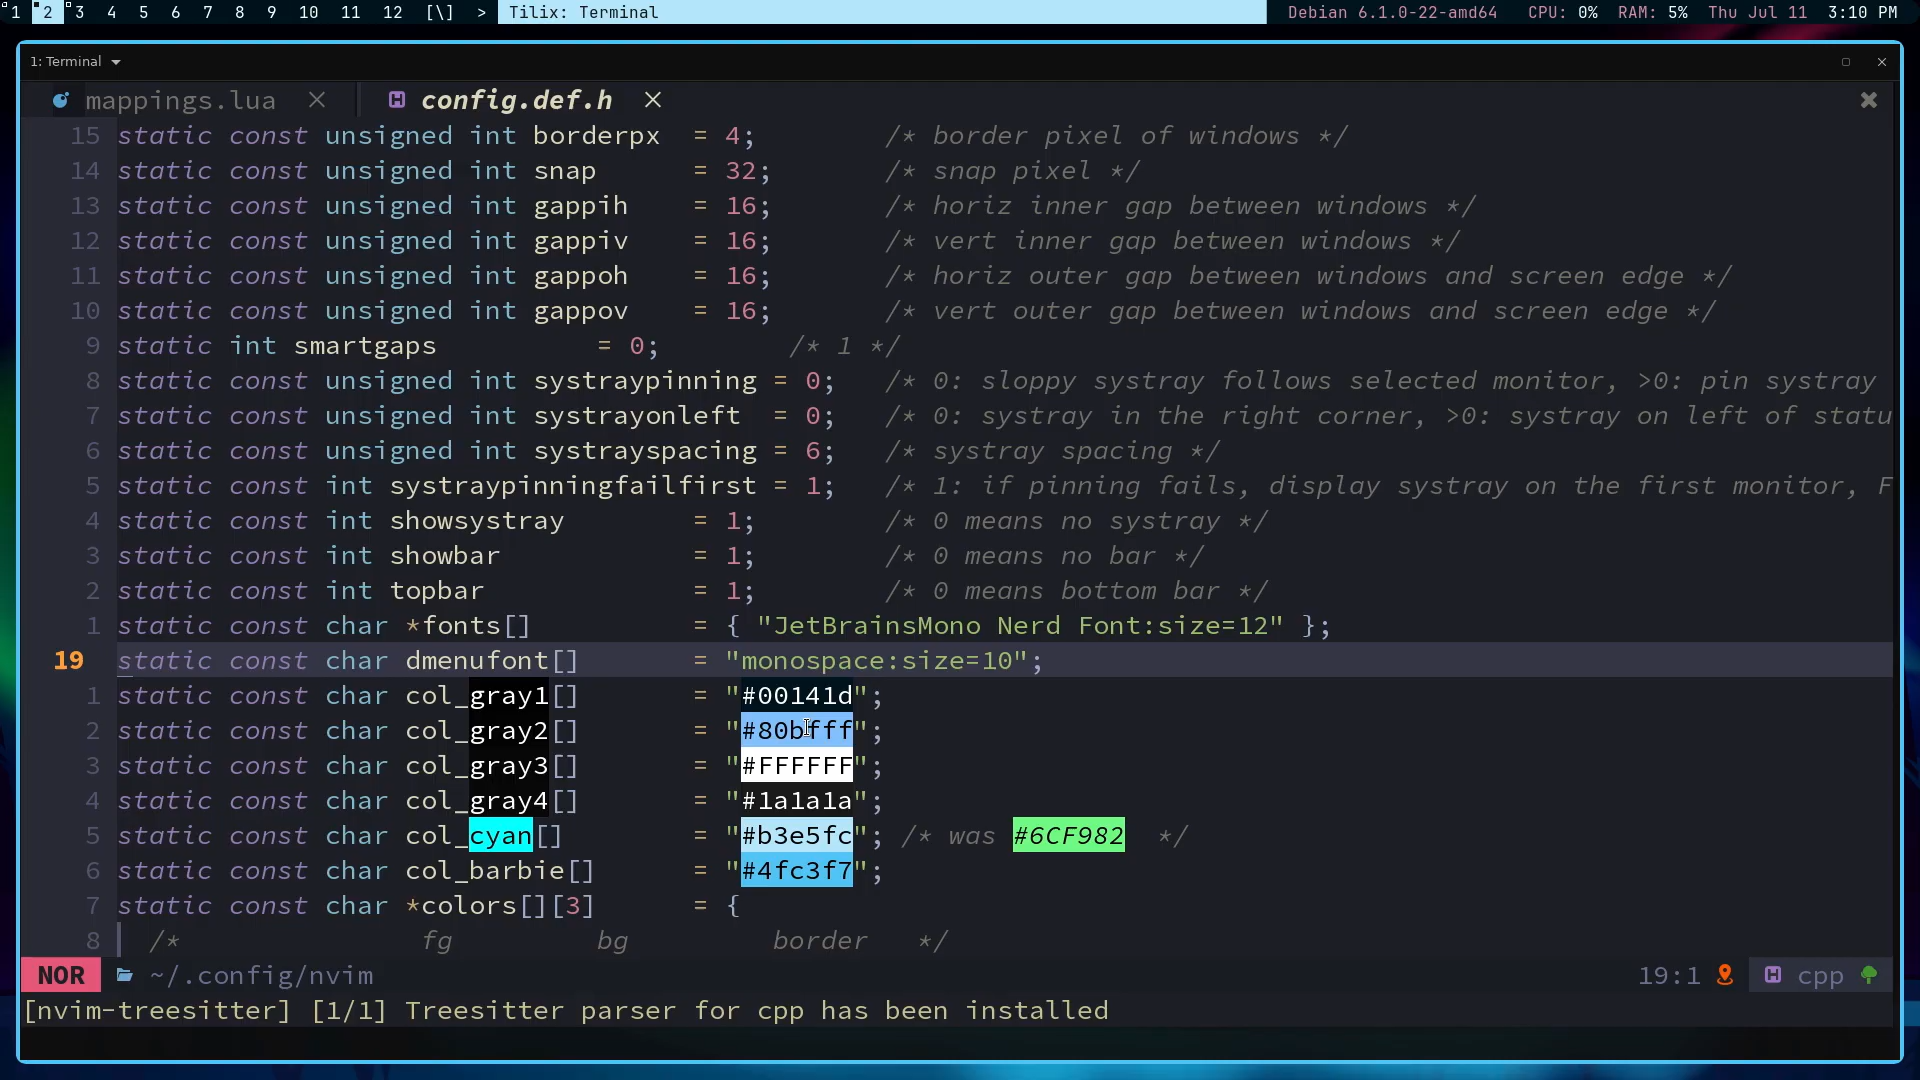 1 2 3 4 5 6 7 8 9 10 11 12 [\] > Tilix: Terminal Debian 6.1.0-22-amd64 CPU: 0% RAM: 5% Thu Jul 11 3:10 PM
1: Terminal
mappings.lua config.def.h
15 static const unsigned int borderpx = 4; /* border pixel of windows */
14 static const unsigned int snap = 32; /* snap pixel */
13 static const unsigned int gappih = 16; /* horiz inner gap between windows */
12 static const unsigned int gappiv = 16; /* vert inner gap between windows */
11 static const unsigned int gappoh = 16; /* horiz outer gap between windows and screen edge */
10 static const unsigned int gappov = 16; /* vert outer gap between windows and screen edge */
9 static int smartgaps = 0; /* 1 */
8 static const unsigned int systraypinning = 0; /* 0: sloppy systray follows selected monitor, >0: pin systray
7 static const unsigned int systrayonleft = 0; /* 0: systray in the right corner, >0: systray on left of statu
6 static const unsigned int systrayspacing = 6; /* systray spacing */
5 static const int systraypinningfailfirst = 1; /* 1: if pinning fails, display systray on the first monitor, F
4 static const int showsystray = 1; /* 0 means no systray */
3 static const int showbar = 1; /* 0 means no bar */
2 static const int topbar = 1; /* 0 means bottom bar */
1 static const char *fonts[] = { "JetBrainsMono Nerd Font:size=12" };
19 static const char dmenufont[] = "monospace:size=10";
1 static const char col_gray1[] = "#00141d";
2 static const char col_gray2[] = "#80bfff";
3 static const char col_gray3[] = "#FFFFFF";
4 static const char col_gray4[] = "#1a1a1a";
5 static const char col_cyan[] = "#b3e5fc"; /* was #6CF982 */
6 static const char col_barbie[] = "#4fc3f7";
7 static const char *colors[][3] = {
8 /* fg bg border */
NOR ~/.config/nvim 19:1 cpp
[nvim-treesitter] [1/1] Treesitter parser for cpp has been installed